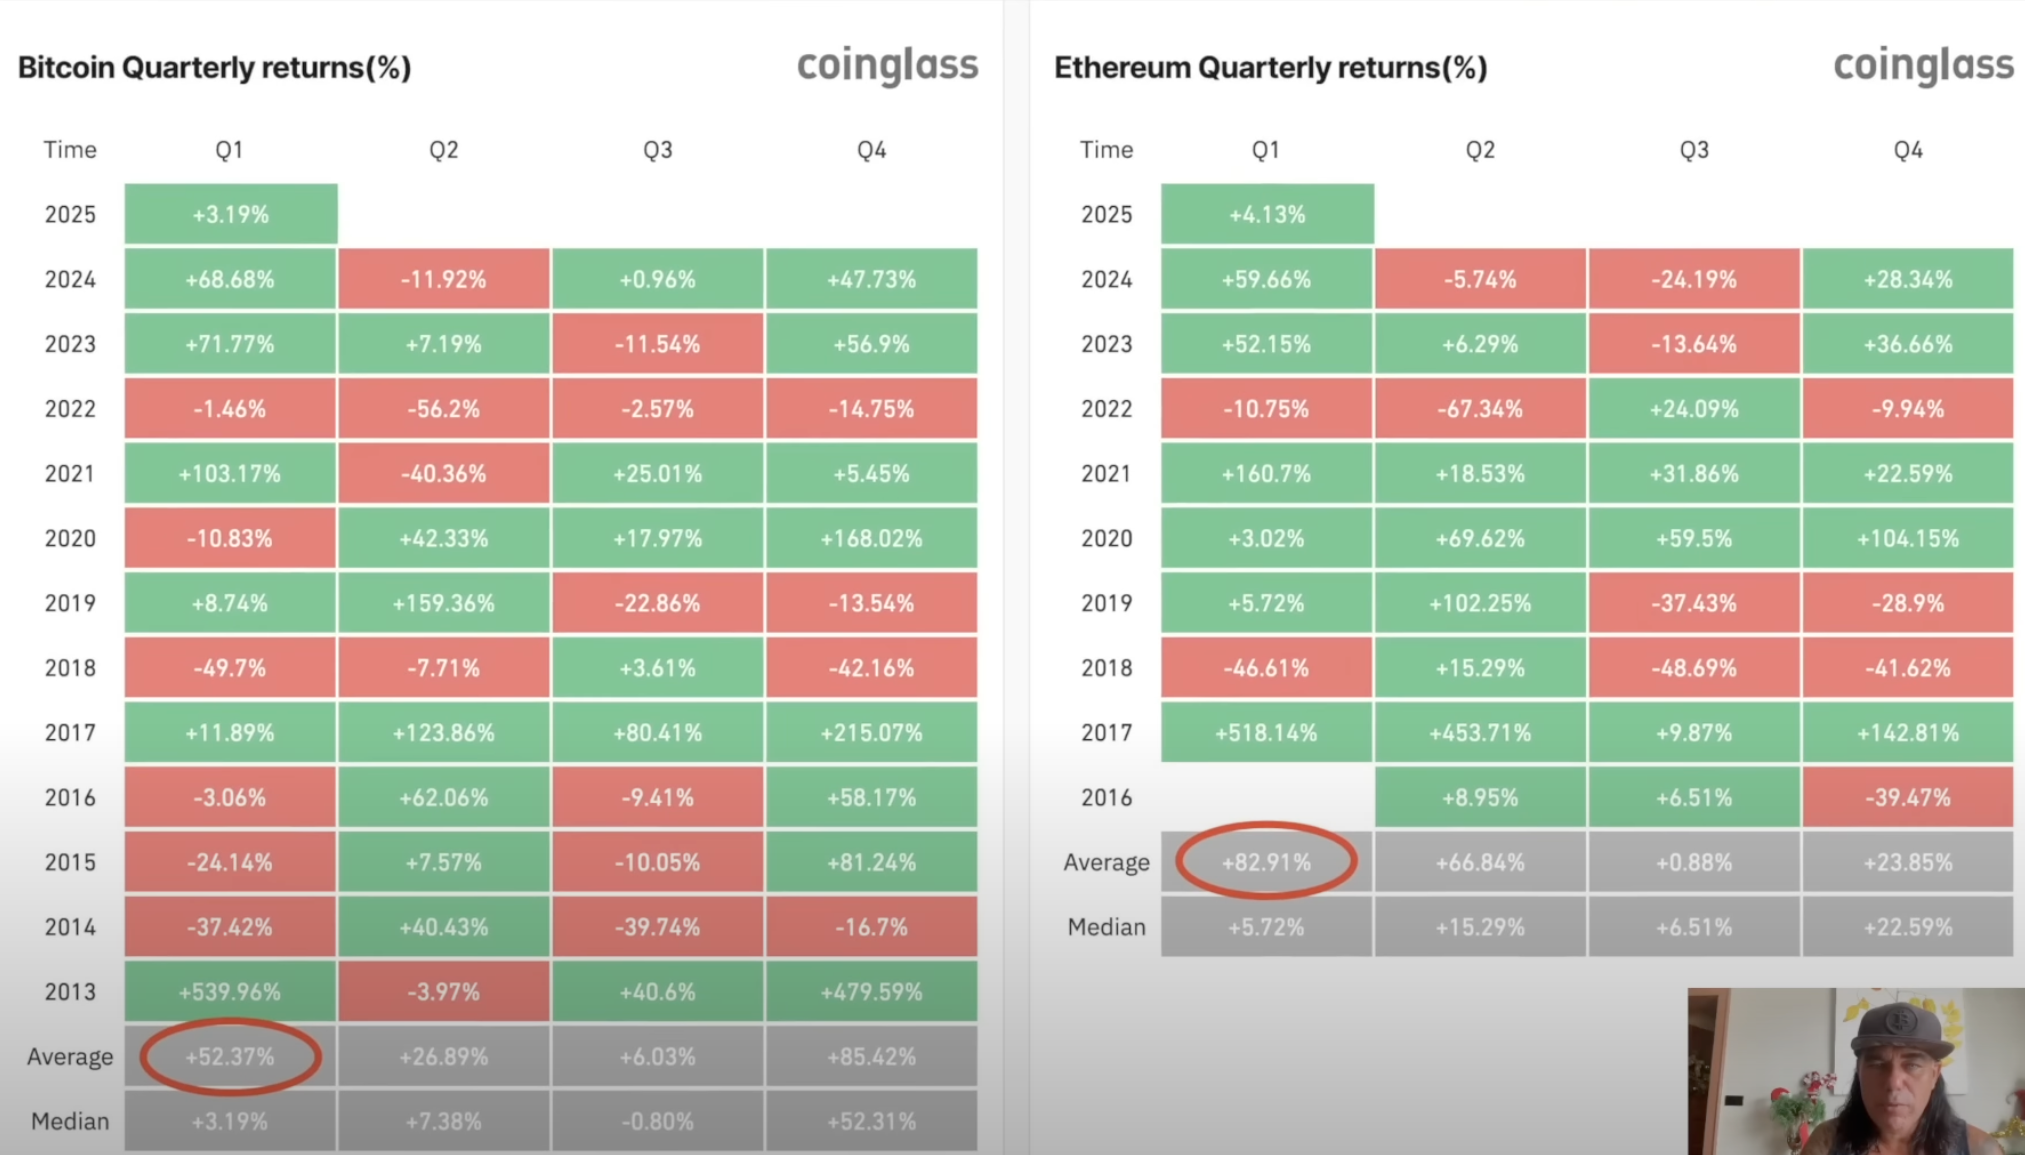 Bitcoin Quarterly returns(%) coinglass
Time Q1 Q2 Q3 Q4
2025 +3.19%
2024 +68.68% -11.92% +0.96% +47.73%
2023 +71.77% +7.19% -11.54% +56.9%
2022 -1.46% -56.2% -2.57% -14.75%
2021 +103.17% -40.36% +25.01% +5.45%
2020 -10.83% +42.33% +17.97% +168.02%
2019 +8.74% +159.36% -22.86% -13.54%
2018 -49.7% -7.71% +3.61% -42.16%
2017 +11.89% +123.86% +80.41% +215.07%
2016 -3.06% +62.06% -9.41% +58.17%
2015 -24.14% +7.57% -10.05% +81.24%
2014 -37.42% +40.43% -39.74% -16.7%
2013 +539.96% -3.97% +40.6% +479.59%
Average +52.37% +26.89% +6.03% +85.42%
Median +3.19% +7.38% -0.80% +52.31%
Ethereum Quarterly returns(%) coinglass
Time Q1 Q2 Q3 Q4
2025 +4.13%
2024 +59.66% -5.74% -24.19% +28.34%
2023 +52.15% +6.29% -13.64% +36.66%
2022 -10.75% -67.34% +24.09% -9.94%
2021 +160.7% +18.53% +31.86% +22.59%
2020 +3.02% +69.62% +59.5% +104.15%
2019 +5.72% +102.25% -37.43% -28.9%
2018 -46.61% +15.29% -48.69% -41.62%
2017 +518.14% +453.71% +9.87% +142.81%
2016 +8.95% +6.51% -39.47%
Average +82.91% +66.84% +0.88% +23.85%
Median +5.72% +15.29% +6.51% +22.59%